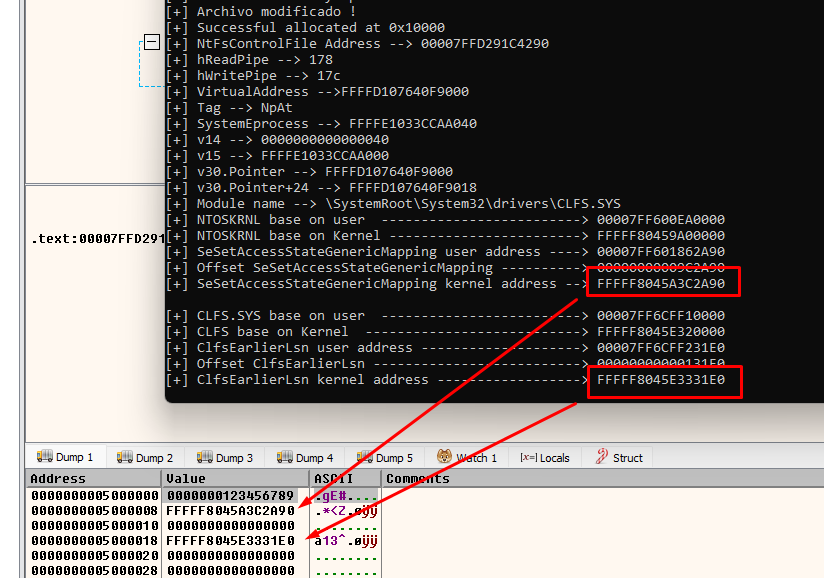 [+] Archivo modificado !
[+] Successful allocated at 0x10000
[+] NtFsControlFile Address --> 00007FFD291C4290
[+] hReadPipe --> 178
[+] hWritePipe --> 17c
[+] VirtualAddress -->FFFFD107640F9000
[+] Tag --> NpAt
[+] SystemEprocess --> FFFFE1033CCAA040
[+] v14 --> 0000000000000040
[+] v15 --> FFFFE1033CCAA000
[+] v30.Pointer --> FFFFD107640F9000
[+] v30.Pointer+24 --> FFFFD107640F9018
[+] Module name --> \SystemRoot\System32\drivers\CLFS.SYS
[+] NTOSKRNL base on user -------------------------> 00007FF600EA0000
[+] NTOSKRNL base on Kernel ------------------------> FFFFF80459A00000
.text:00007FFD291
[+] SeSetAccessStateGenericMapping user address ----> 00007FF601862A90
[+] Offset SeSetAccessStateGenericMapping ----------> 00000000009C2A90
[+] SeSetAccessStateGenericMapping kernel address --> FFFFF8045A3C2A90
[+] CLFS.SYS base on user -------------------------> 00007FF6CFF10000
[+] CLFS base on Kernel ---------------------------> FFFFF8045E320000
[+] ClfsEarlierLsn user address ---------------------> 00007FF6CFF231E0
[+] Offset ClfsEarlierLsn ---------------------------> 00000000000131E0
[+] ClfsEarlierLsn kernel address -------------------> FFFFF8045E3331E0
Dump 1 Dump 2 Dump 3 Dump 4 Dump 5 Watch 1 [x=] Locals Struct
Address Value ASCII Comments
0000000005000000 0000000123456789 .gE#....
0000000005000008 FFFFF8045A3C2A90 .*<Z.øÿÿ
0000000005000010 0000000000000000 ........
0000000005000018 FFFFF8045E3331E0 à13^.øÿÿ
0000000005000020 0000000000000000 ........
0000000005000028 0000000000000000 ........